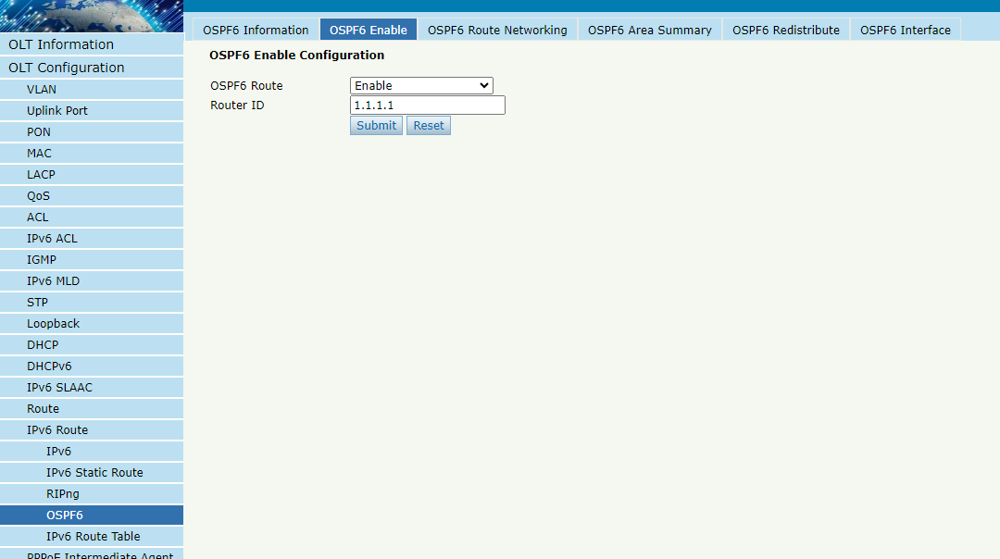 OLT Information
OLT Configuration
VLAN
Uplink Port
PON
MAC
LACP
QoS
ACL
IPv6 ACL
IGMP
IPv6 MLD
STP
Loopback
DHCP
DHCPv6
IPv6 SLAAC
Route
IPv6 Route
IPv6
IPv6 Static Route
RIPng
OSPF6
IPv6 Route Table
PPPoE Intermediate Agent
OSPF6 Information OSPF6 Enable OSPF6 Route Networking OSPF6 Area Summary OSPF6 Redistribute OSPF6 Interface
OSPF6 Enable Configuration
OSPF6 Route Enable
Router ID 1.1.1.1
Submit Reset